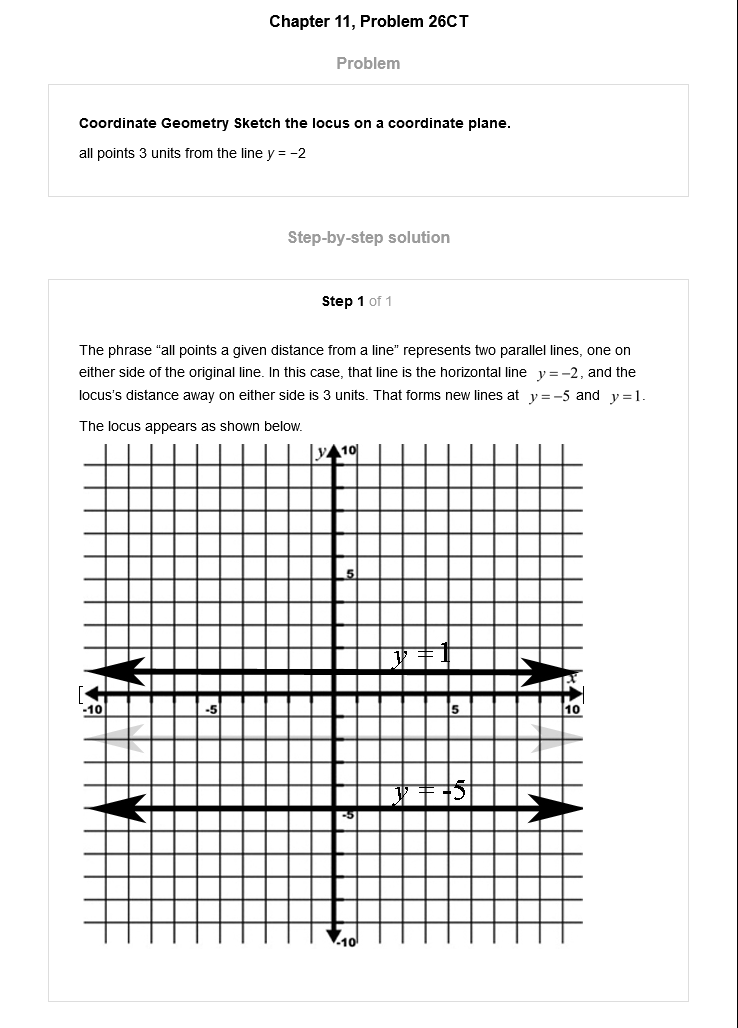 Chapter 11, Problem 26CT
Problem
Coordinate Geometry Sketch the locus on a coordinate plane.
all points 3 units from the line y = −2
Step-by-step solution
Step 1 of 1
The phrase “all points a given distance from a line” represents two parallel lines, one on
either side of the original line. In this case, that line is the horizontal line y = −2, and the
locus’s distance away on either side is 3 units. That forms new lines at y = −5 and y = 1.
The locus appears as shown below.
y 10
5
y = 1
x
[
-10 -5 5 10
y = -5
-5
-10